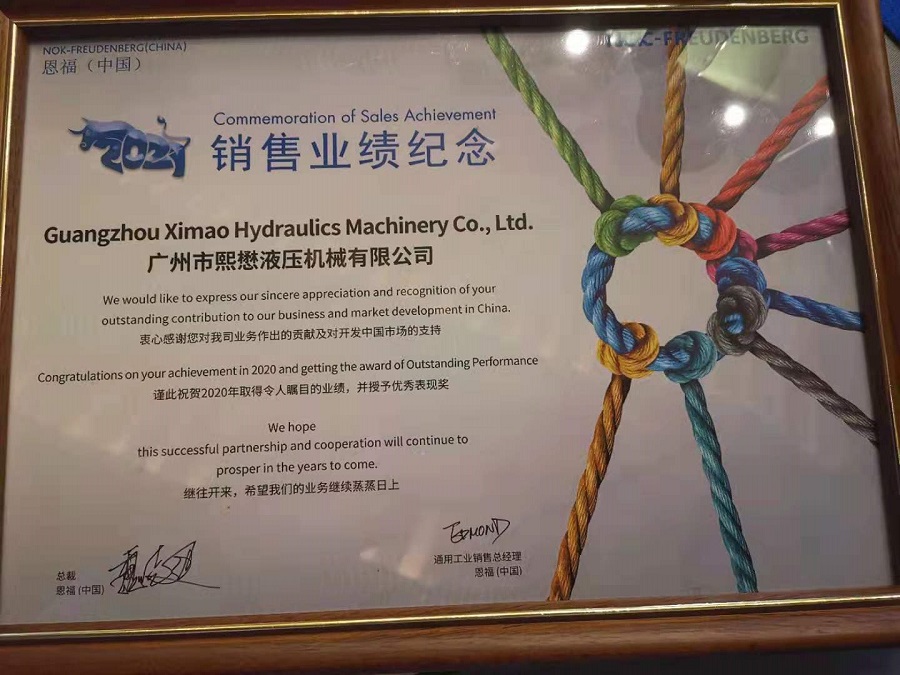 NOK-FREUDENBERG(CHINA)
恩福（中国）
NOK-FREUDENBERG
2021
Commemoration of Sales Achievement
销售业绩纪念
Guangzhou Ximao Hydraulics Machinery Co., Ltd.
广州市熙懋液压机械有限公司
We would like to express our sincere appreciation and recognition of your
outstanding contribution to our business and market development in China.
衷心感谢您对我司业务作出的贡献及对开发中国市场的支持
Congratulations on your achievement in 2020 and getting the award of Outstanding Performance
谨此祝贺2020年取得令人瞩目的业绩，并授予优秀表现奖
We hope
this successful partnership and cooperation will continue to
prosper in the years to come.
继往开来，希望我们的业务继续蒸蒸日上
EDMOND
总裁
恩福 (中国)
通用工业销售总经理
恩福 (中国)